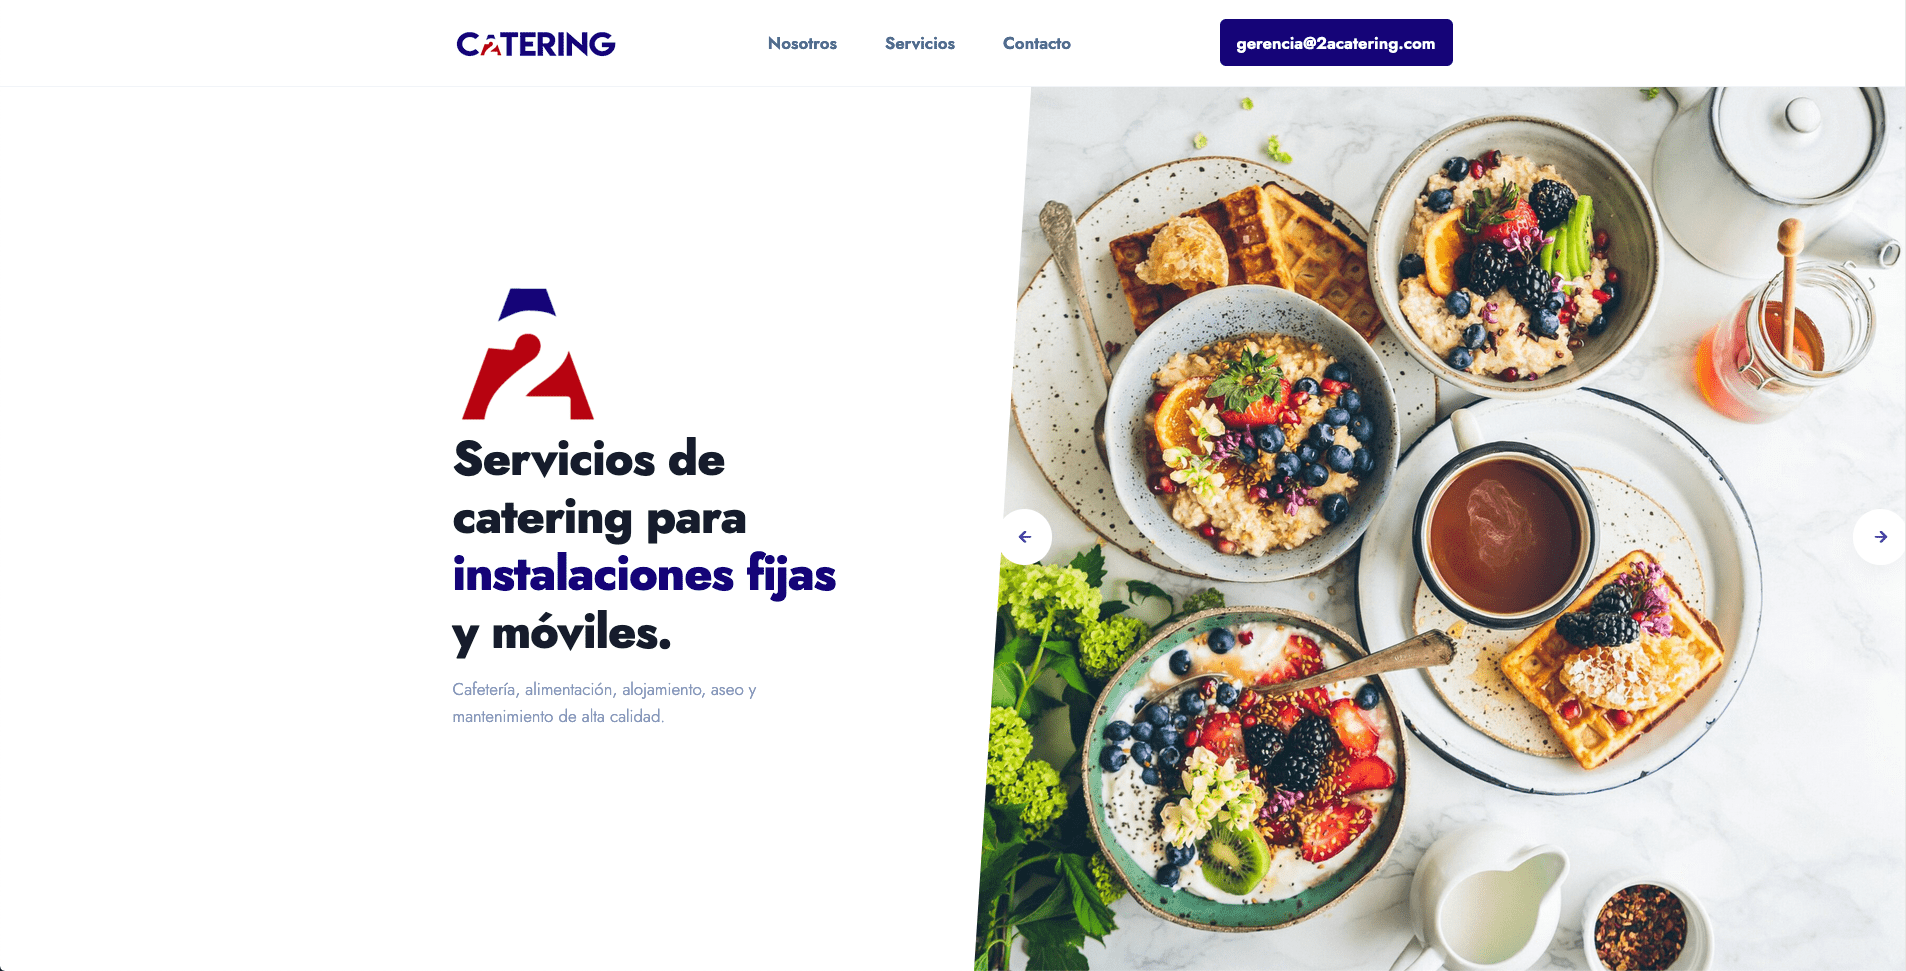 CATERING
Nosotros
Servicios
Contacto
gerencia@2acatering.com
2A
Servicios de
catering para
instalaciones fijas
y móviles.
Cafetería, alimentación, alojamiento, aseo y
mantenimiento de alta calidad.